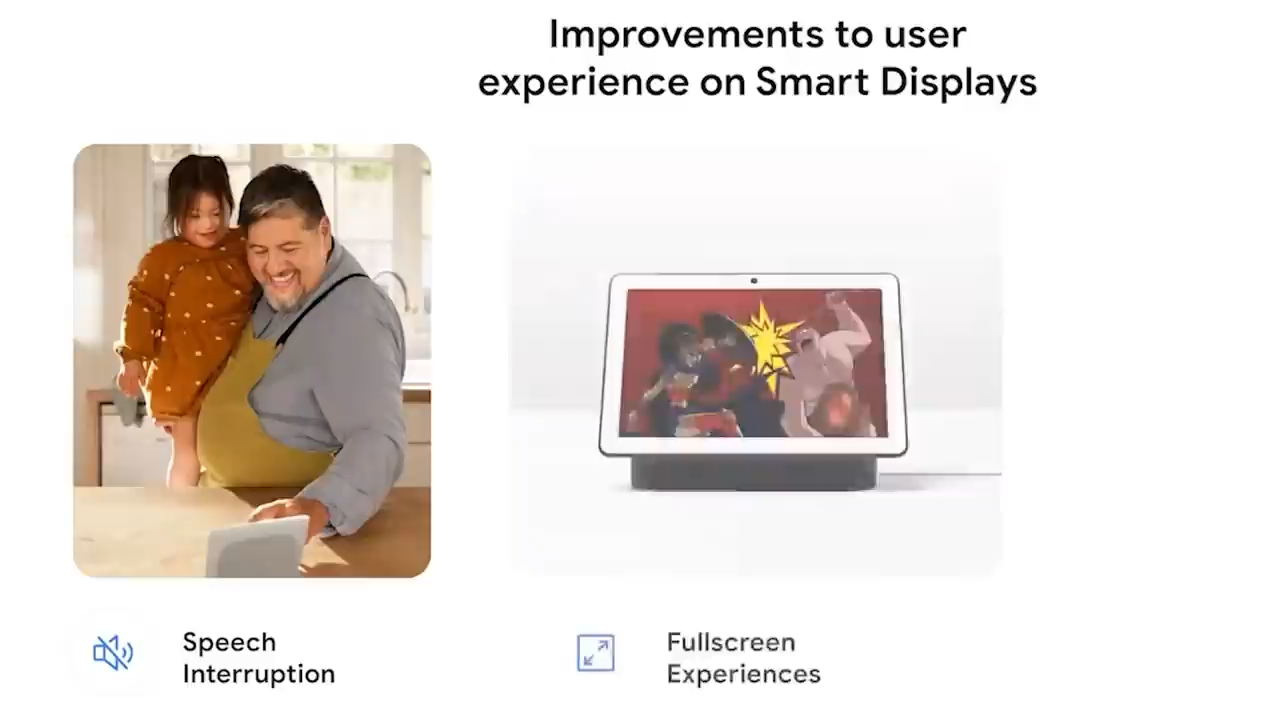 Improvements to user
experience on Smart Displays
Speech
Interruption
Fullscreen
Experiences